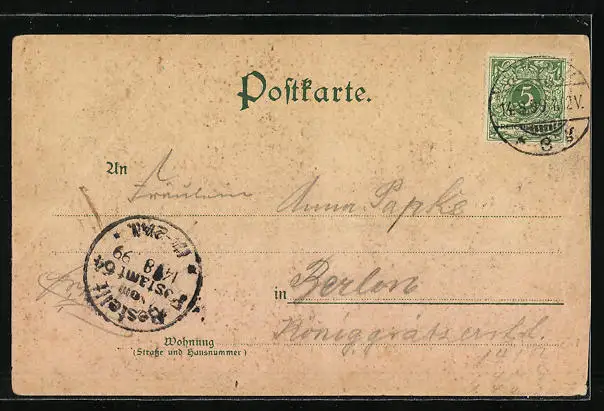 Postkarte.
5
An Fräulein Anna Papke
Bestellt
vom
Postamt 64
14 8 99
in Berlin
Königgrätzerstr.
Wohnung
(Straße und Hausnummer)